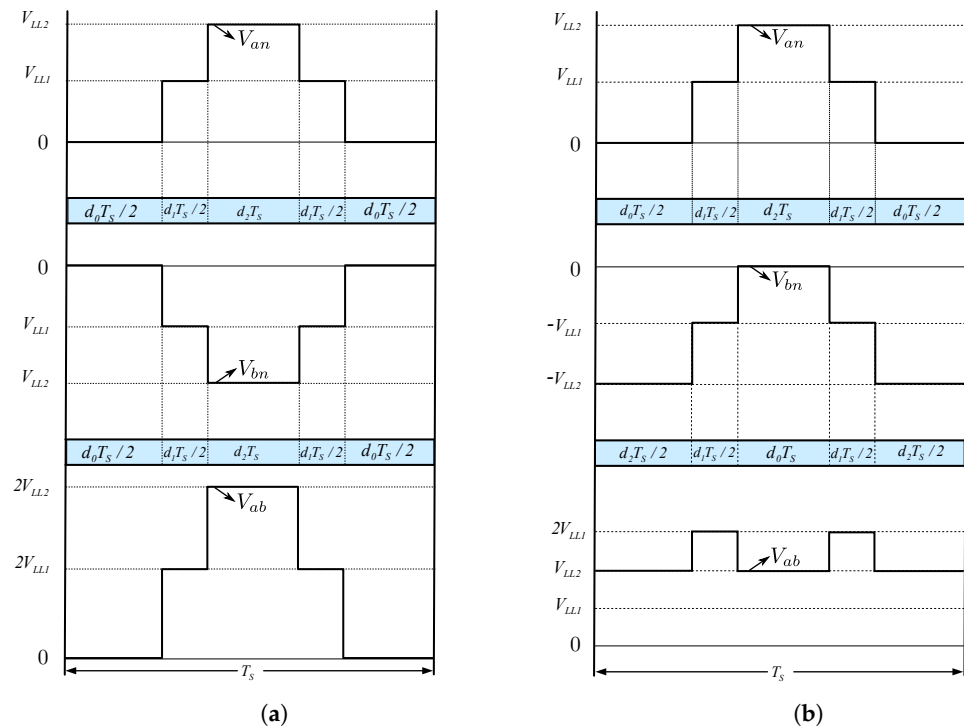 V_LL2
V_an
V_LL1
0
d_0T_S / 2 d_1T_S / 2 d_2T_S d_1T_S / 2 d_0T_S / 2
0
V_LL1
V_LL2
V_bn
d_0T_S / 2 d_1T_S / 2 d_2T_S d_1T_S / 2 d_0T_S / 2
2V_LL2
V_ab
2V_LL1
0
T_S
(a)
V_LL2
V_an
V_LL1
0
d_0T_S / 2 d_1T_S / 2 d_2T_S d_1T_S / 2 d_0T_S / 2
0
V_bn
-V_LL1
-V_LL2
d_2T_S / 2 d_1T_S / 2 d_0T_S d_1T_S / 2 d_2T_S / 2
2V_LL1
V_LL2
V_ab
V_LL1
0
T_S
(b)